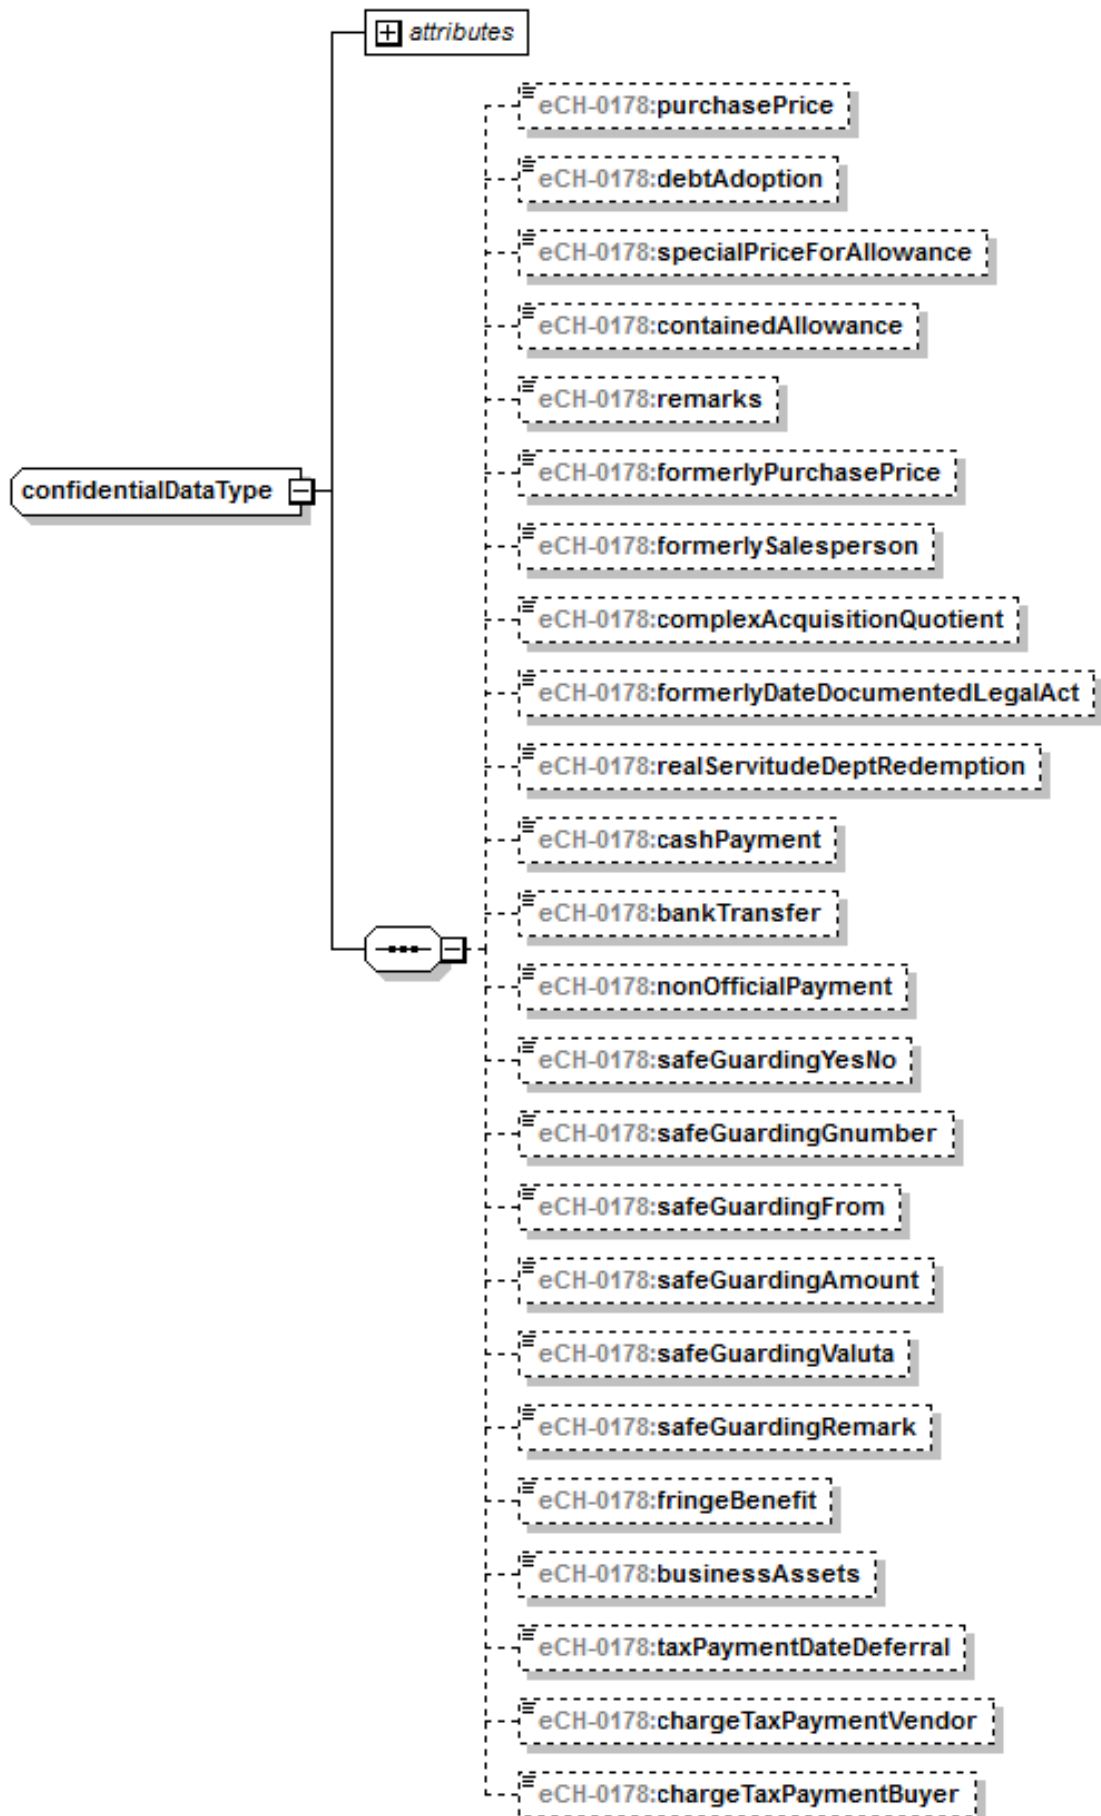 attributes
eCH-0178:purchasePrice
eCH-0178:debtAdoption
eCH-0178:specialPriceForAllowance
eCH-0178:containedAllowance
eCH-0178:remarks
eCH-0178:formerlyPurchasePrice
confidentialDataType
eCH-0178:formerlySalesperson
eCH-0178:complexAcquisitionQuotient
eCH-0178:formerlyDateDocumentedLegalAct
eCH-0178:realServitudeDeptRedemption
eCH-0178:cashPayment
eCH-0178:bankTransfer
eCH-0178:nonOfficialPayment
eCH-0178:safeGuardingYesNo
eCH-0178:safeGuardingGnumber
eCH-0178:safeGuardingFrom
eCH-0178:safeGuardingAmount
eCH-0178:safeGuardingValuta
eCH-0178:safeGuardingRemark
eCH-0178:fringeBenefit
eCH-0178:businessAssets
eCH-0178:taxPaymentDateDeferral
eCH-0178:chargeTaxPaymentVendor
eCH-0178:chargeTaxPaymentBuyer